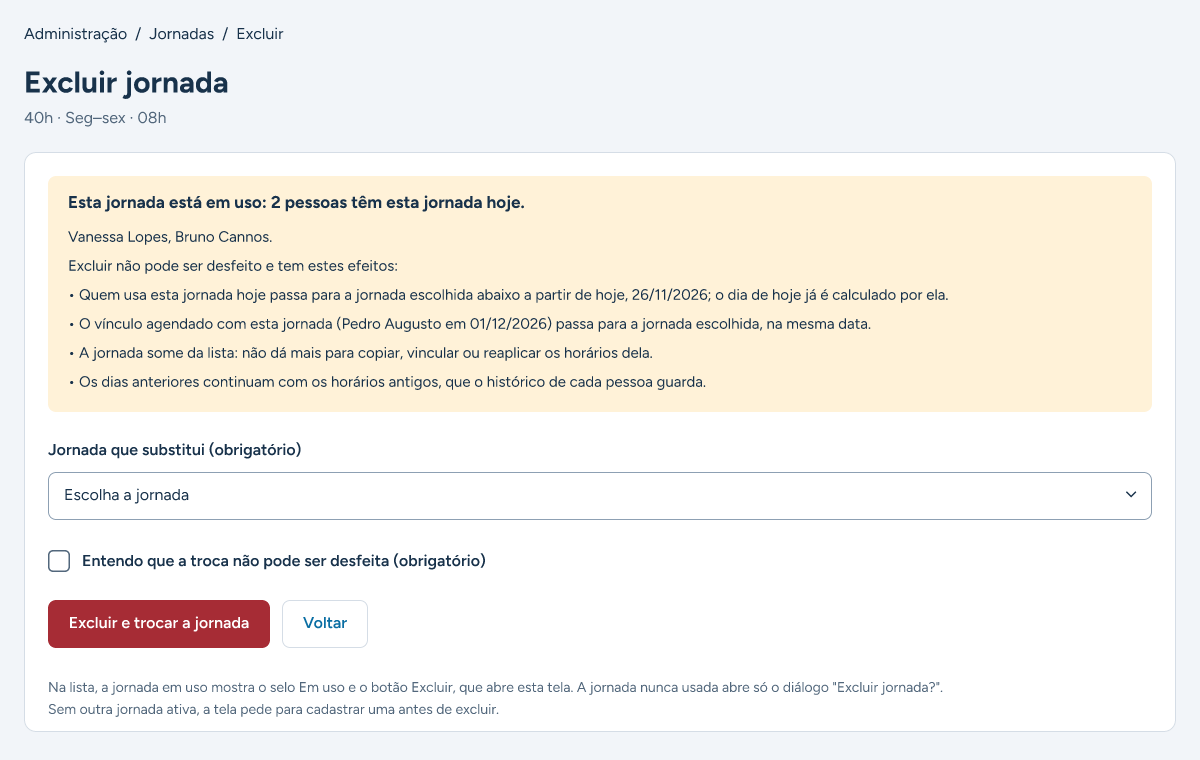 Administração / Jornadas / Excluir
Excluir jornada
40h · Seg–sex · 08h
Esta jornada está em uso: 2 pessoas têm esta jornada hoje.
Vanessa Lopes, Bruno Cannos.
Excluir não pode ser desfeito e tem estes efeitos:
• Quem usa esta jornada hoje passa para a jornada escolhida abaixo a partir de hoje, 26/11/2026; o dia de hoje já é calculado por ela.
• O vínculo agendado com esta jornada (Pedro Augusto em 01/12/2026) passa para a jornada escolhida, na mesma data.
• A jornada some da lista: não dá mais para copiar, vincular ou reaplicar os horários dela.
• Os dias anteriores continuam com os horários antigos, que o histórico de cada pessoa guarda.
Jornada que substitui (obrigatório)
Escolha a jornada
Entendo que a troca não pode ser desfeita (obrigatório)
Excluir e trocar a jornada
Voltar
Na lista, a jornada em uso mostra o selo Em uso e o botão Excluir, que abre esta tela. A jornada nunca usada abre só o diálogo "Excluir jornada?".
Sem outra jornada ativa, a tela pede para cadastrar uma antes de excluir.